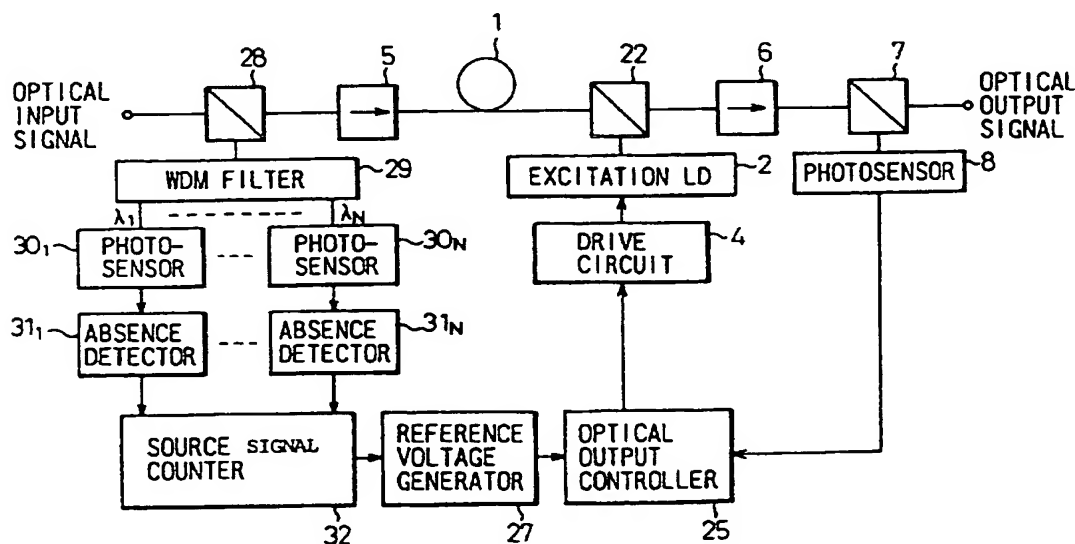 1
28
5
22
6
7
OPTICAL
INPUT
SIGNAL
OPTICAL
OUTPUT
SIGNAL
WDM FILTER
29
EXCITATION LD
2
PHOTOSENSOR
8
λ1
λN
30₁
PHOTO-
SENSOR
PHOTO-
SENSOR
30N
DRIVE
CIRCUIT
4
31₁
ABSENCE
DETECTOR
ABSENCE
DETECTOR
31N
SOURCE SIGNAL
COUNTER
REFERENCE
VOLTAGE
GENERATOR
OPTICAL
OUTPUT
CONTROLLER
32
27
25